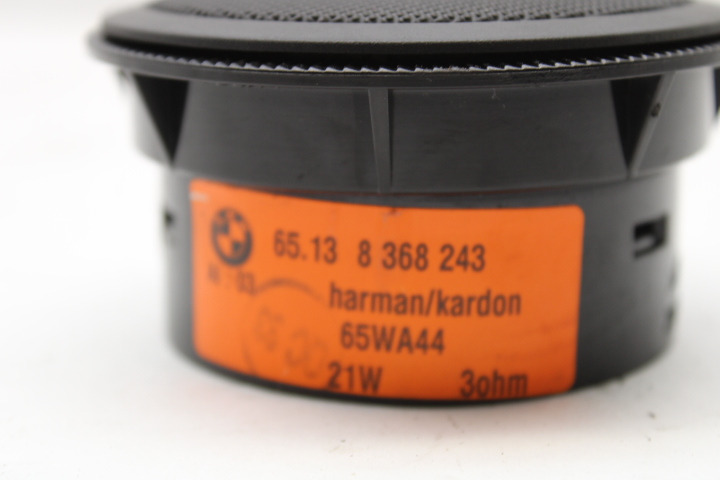 65.13 8 368 243
harman/kardon
65WA44
21W 3ohm